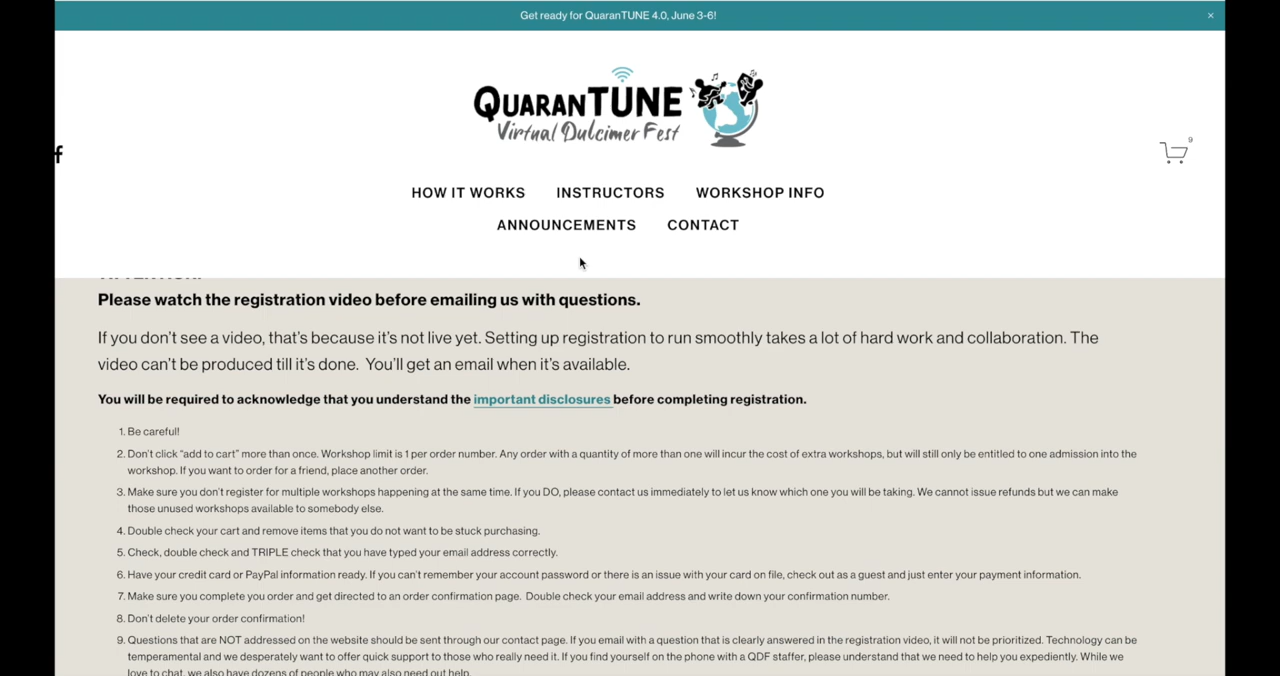 Get ready for QuaranTUNE 4.0, June 3-6!
×
QUARANTUNE
Virtual Dulcimer Fest
f
9
HOW IT WORKS INSTRUCTORS WORKSHOP INFO
ANNOUNCEMENTS CONTACT
Please watch the registration video before emailing us with questions.
If you don't see a video, that's because it's not live yet. Setting up registration to run smoothly takes a lot of hard work and collaboration. The
video can't be produced till it's done. You'll get an email when it's available.
You will be required to acknowledge that you understand the important disclosures before completing registration.
1. Be careful!
2. Don't click "add to cart" more than once. Workshop limit is 1 per order number. Any order with a quantity of more than one will incur the cost of extra workshops, but will still only be entitled to one admission into the
workshop. If you want to order for a friend, place another order.
3. Make sure you don't register for multiple workshops happening at the same time. If you DO, please contact us immediately to let us know which one you will be taking. We cannot issue refunds but we can make
those unused workshops available to somebody else.
4. Double check your cart and remove items that you do not want to be stuck purchasing.
5. Check, double check and TRIPLE check that you have typed your email address correctly.
6. Have your credit card or PayPal information ready. If you can't remember your account password or there is an issue with your card on file, check out as a guest and just enter your payment information.
7. Make sure you complete you order and get directed to an order confirmation page. Double check your email address and write down your confirmation number.
8. Don't delete your order confirmation!
9. Questions that are NOT addressed on the website should be sent through our contact page. If you email with a question that is clearly answered in the registration video, it will not be prioritized. Technology can be
temperamental and we desperately want to offer quick support to those who really need it. If you find yourself on the phone with a QDF staffer, please understand that we need to help you expediently. While we
love to chat, we also have dozens of people who may also need out help.